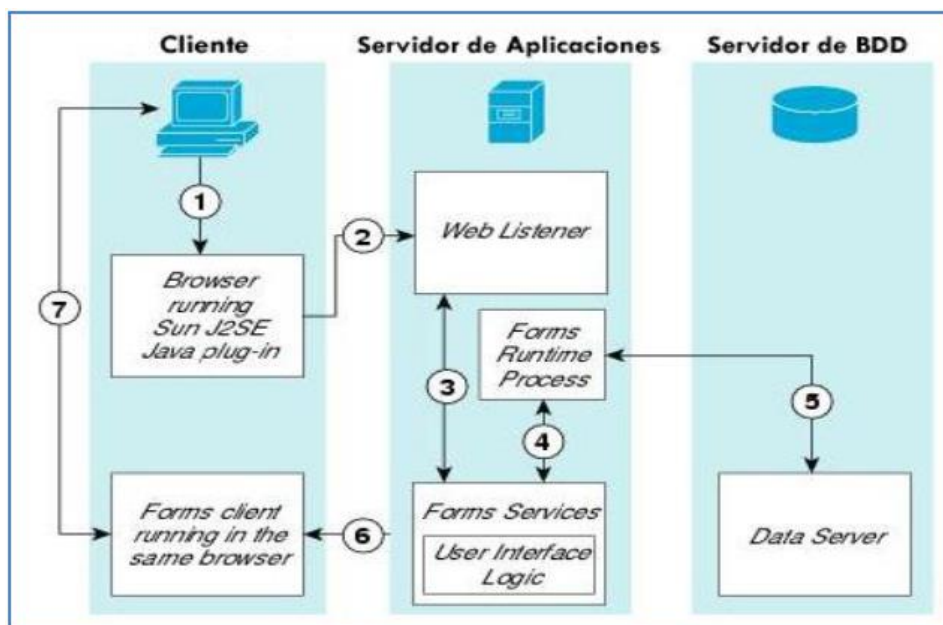 Cliente
Servidor de Aplicaciones
Servidor de BDD
1
2
Web Listener
Browser
running
Sun J2SE
Java plug-in
7
3
Forms
Runtime
Process
5
4
Forms client
running in the
same browser
6
Forms Services
User Interface
Logic
Data Server